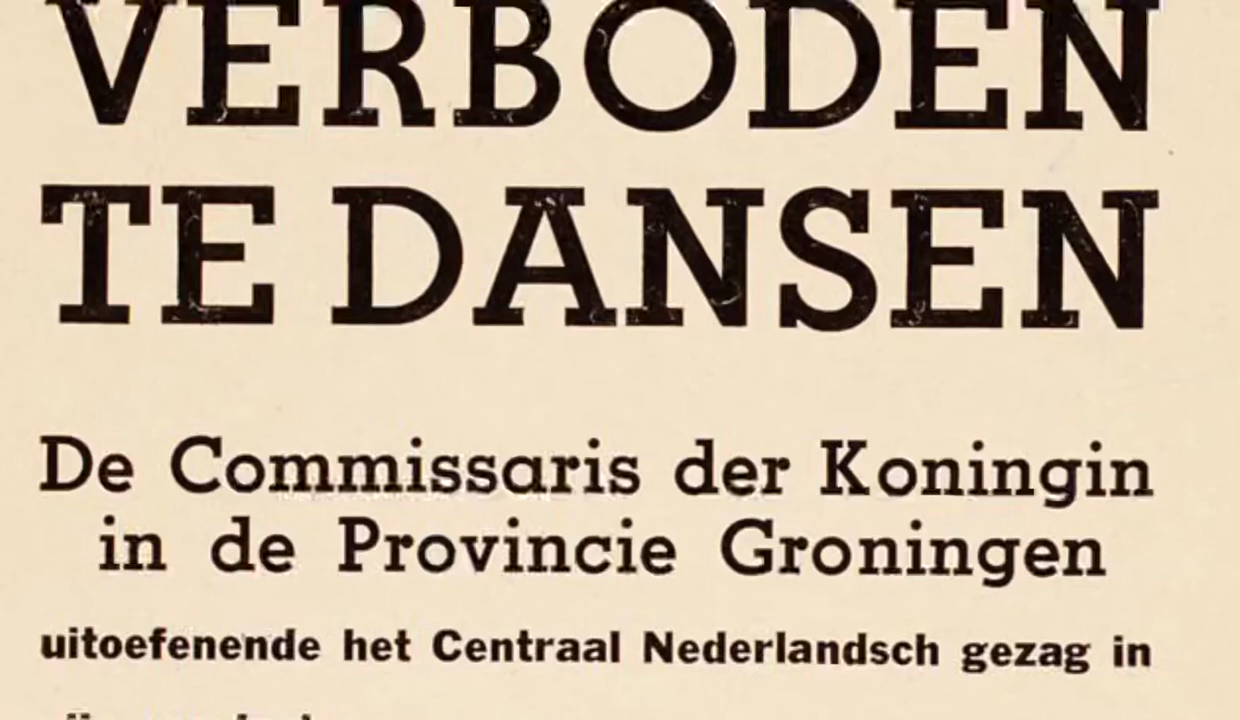 VERBODEN
TE DANSEN
De Commissaris der Koningin
in de Provincie Groningen
uitoefenende het Centraal Nederlandsch gezag in